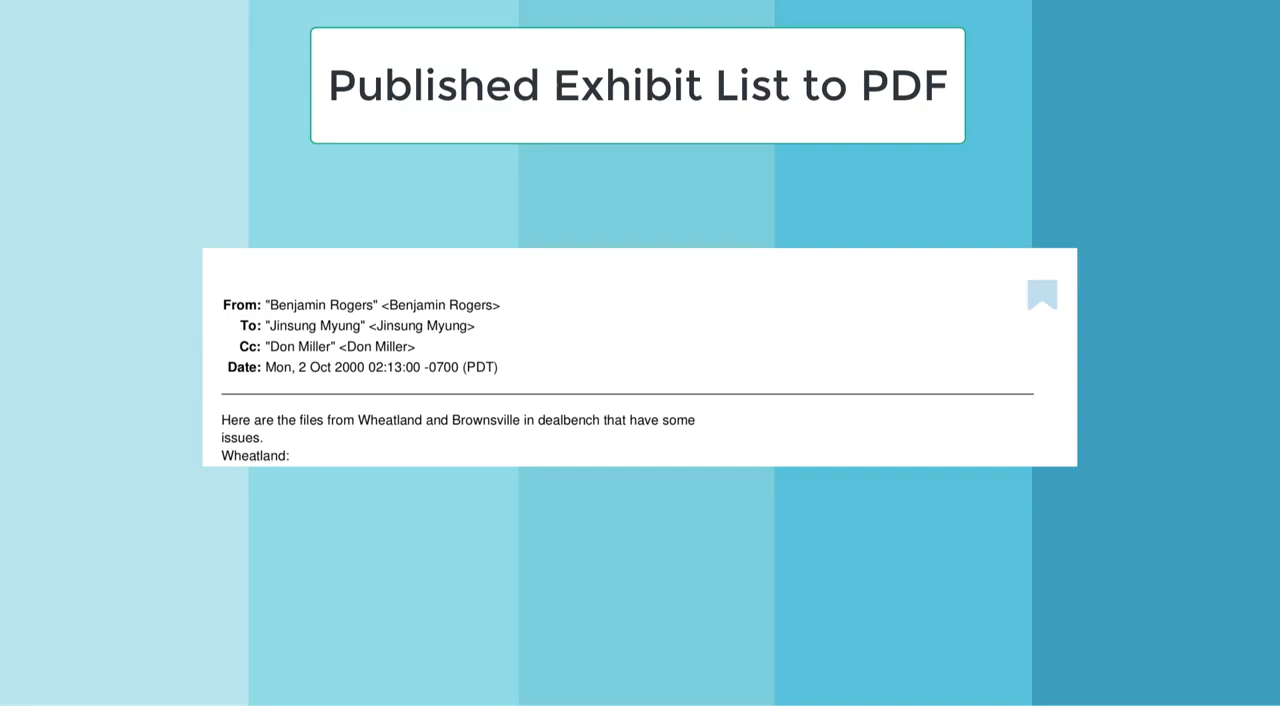 Published Exhibit List to PDF
From: "Benjamin Rogers" <Benjamin Rogers>
To: "Jinsung Myung" <Jinsung Myung>
Cc: "Don Miller" <Don Miller>
Date: Mon, 2 Oct 2000 02:13:00 -0700 (PDT)
Here are the files from Wheatland and Brownsville in dealbench that have some
issues.
Wheatland: